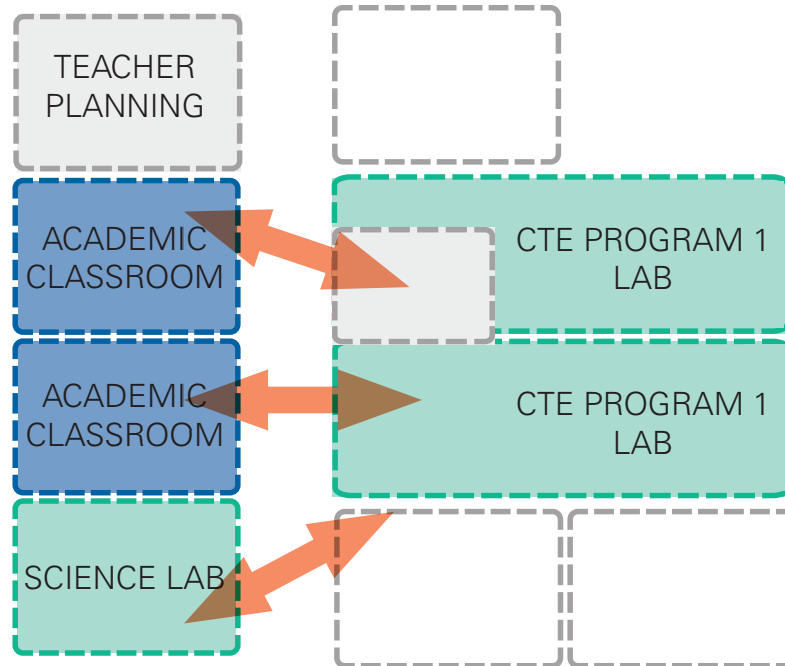 TEACHER
PLANNING
ACADEMIC
CLASSROOM
CTE PROGRAM 1
LAB
ACADEMIC
CLASSROOM
CTE PROGRAM 1
LAB
SCIENCE LAB